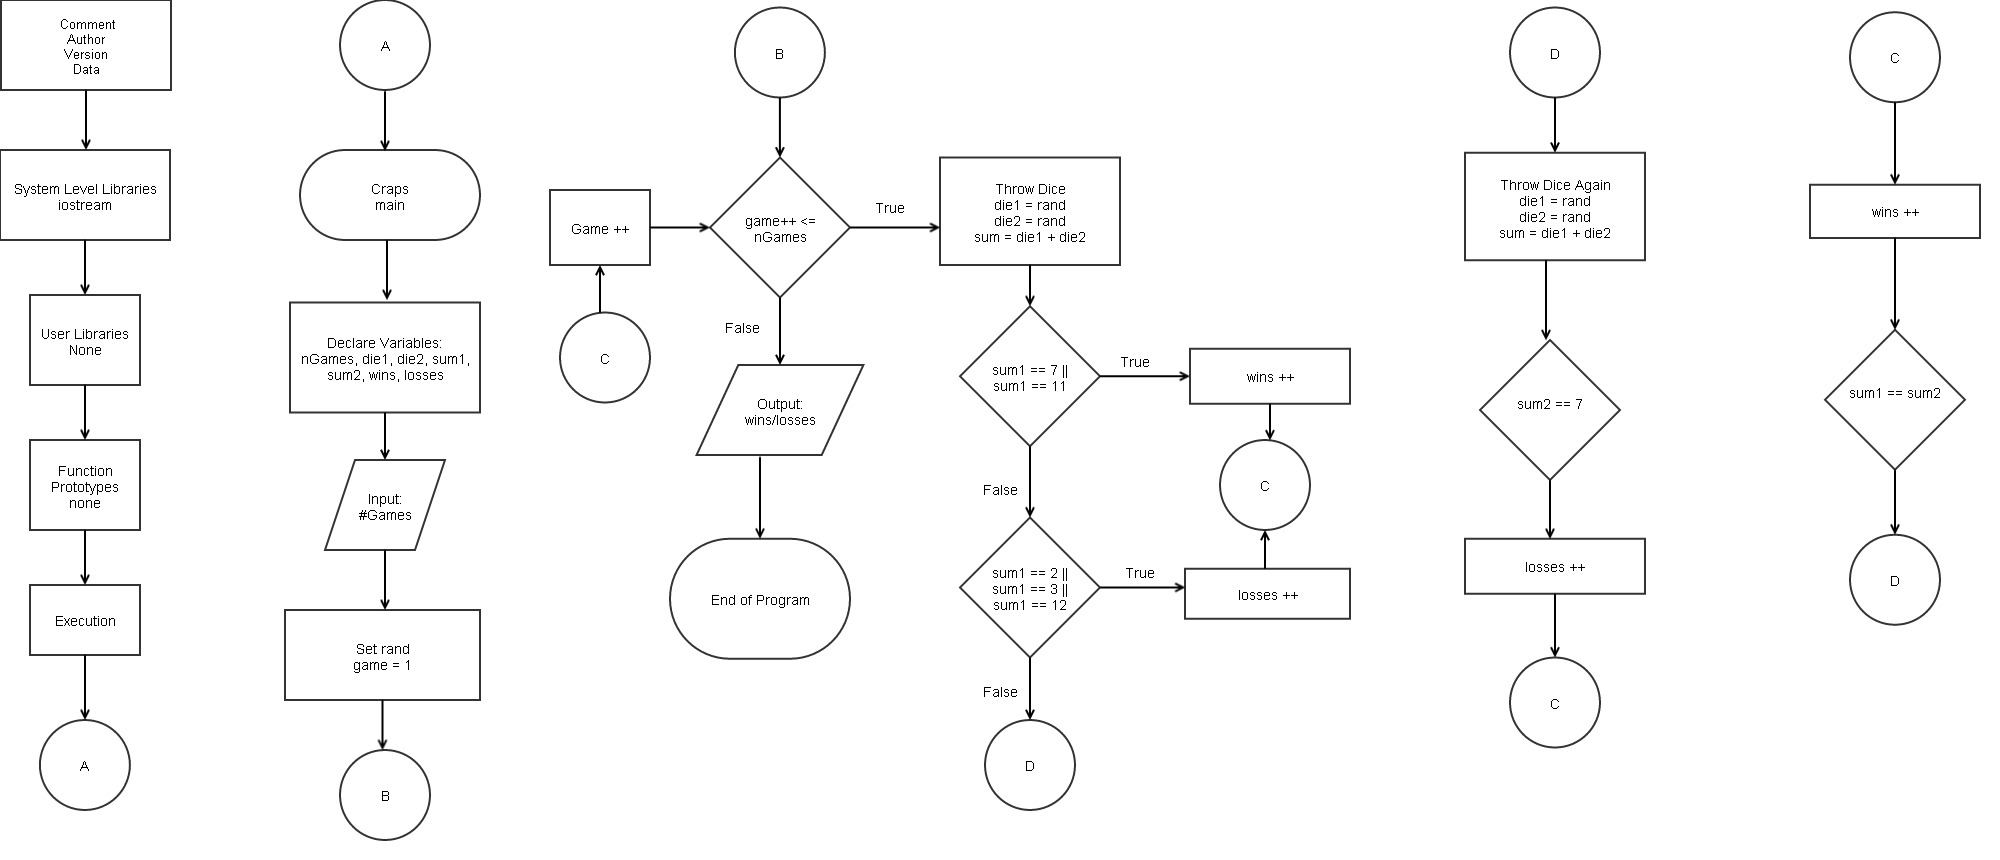 Comment
Author
Version
Data
System Level Libraries
iostream
User Libraries
None
Function
Prototypes
none
Execution
A
A
Craps
main
Declare Variables:
nGames, die1, die2, sum1,
sum2, wins, losses
Input:
#Games
Set rand
game = 1
B
B
Game ++
C
game++ <=
nGames
True
False
Output:
wins/losses
End of Program
Throw Dice
die1 = rand
die2 = rand
sum = die1 + die2
sum1 == 7 ||
sum1 == 11
True
wins ++
C
False
sum1 == 2 ||
sum1 == 3 ||
sum1 == 12
True
losses ++
False
D
D
Throw Dice Again
die1 = rand
die2 = rand
sum = die1 + die2
sum2 == 7
losses ++
C
C
wins ++
sum1 == sum2
D